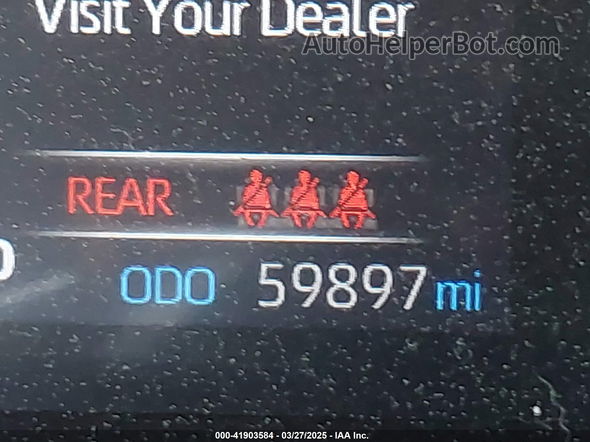 Visit Your Dealer
AutoHelperBot.com
REAR
ODO 59897 mi
000-41903584 - 03/27/2025 - IAA Inc.